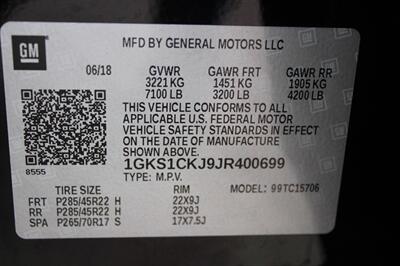 GM
MFD BY GENERAL MOTORS LLC
06/18 GVWR GAWR FRT GAWR RR
3221 KG 1451 KG 1905 KG
7100 LB 3200 LB 4200 LB
THIS VEHICLE CONFORMS TO ALL
APPLICABLE U.S. FEDERAL MOTOR
VEHICLE SAFETY STANDARDS IN EFFECT
ON THE DATE OF MANUFACTURE
SHOWN ABOVE.
1GKS1CKJ9JR400699
8555
TYPE: M.P.V.
TIRE SIZE RIM MODEL: 99TC15706
FRT P285/45R22 H 22X9J
RR P285/45R22 H 22X9J
SPA P265/70R17 S 17X7.5J